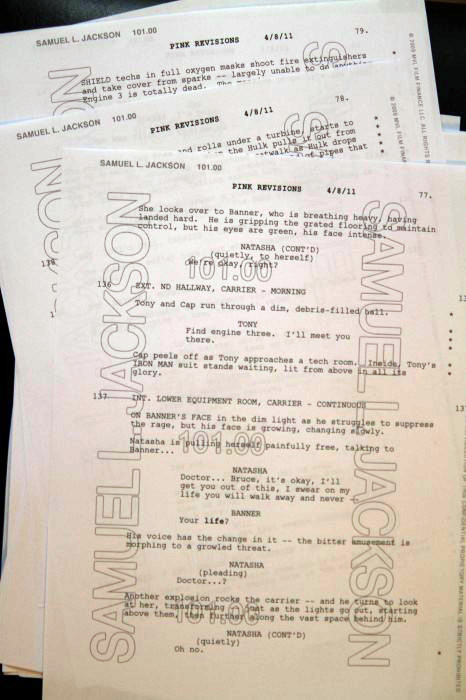 SAMUEL L. JACKSON 101.00
PINK REVISIONS 4/8/11 79.
SHIELD techs in full oxygen masks shoot fire extinguishers
and take cover from sparks -- largely unable to do
Engine 3 is totally dead.
SAMUEL L. JACKSON 101.00
PINK REVISIONS 4/8/11 78.
and rolls under a turbine, starts to
the Hulk pulls it out from
as Hulk drops
of pipes that
138
SAMUEL L. JACKSON 101.00
PINK REVISIONS 4/8/11 77.
She looks over to Banner, who is breathing heavy, having
landed hard. He is gripping the grated flooring to maintain
control, but his eyes are green, his face intense.
NATASHA (CONT'D)
(quietly, to herself)
We're okay, right?
136 EXT. ND HALLWAY, CARRIER - MORNING
Tony and Cap run through a dim, debris-filled hall.
TONY
Find engine three. I'll meet you
there.
Cap peels off as Tony approaches a tech room. Inside, Tony's
IRON MAN suit stands waiting, lit from above in all its
glory.
137 INT. LOWER EQUIPMENT ROOM, CARRIER - CONTINUOUS
ON BANNER'S FACE in the dim light as he struggles to suppress
the rage, but his face is growing, changing slowly.
Natasha is pulling herself painfully free, talking to
Banner...
NATASHA
Doctor... Bruce, it's okay, I'll
get you out of this, I swear on my
life you will walk away and never --
BANNER
Your life?
His voice has the change in it -- the bitter amusement is
morphing to a growled threat.
NATASHA
(pleading)
Doctor...?
Another explosion rocks the carrier -- and he turns to look
at her, transforming that as the lights go out, starting
above them, then further along the vast space behind him.
NATASHA (CONT'D)
(quietly)
Oh no.
SAMUEL L. JACKSON
SAMUEL L. JACKSON
101.00
101.00
101.00